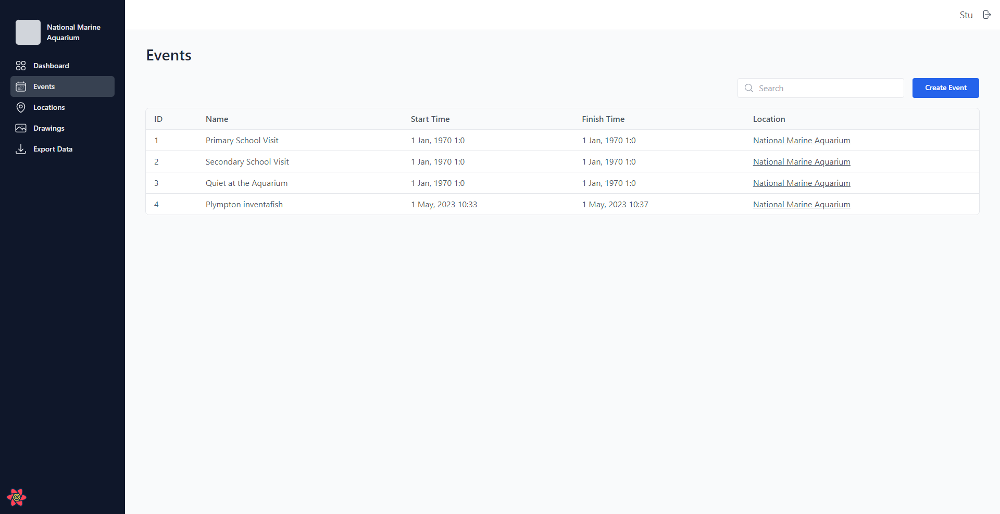 National Marine
Aquarium
Dashboard
Events
Locations
Drawings
Export Data
Stu
Events
Search
Create Event
ID Name Start Time Finish Time Location
1 Primary School Visit 1 Jan, 1970 1:0 1 Jan, 1970 1:0 National Marine Aquarium
2 Secondary School Visit 1 Jan, 1970 1:0 1 Jan, 1970 1:0 National Marine Aquarium
3 Quiet at the Aquarium 1 Jan, 1970 1:0 1 Jan, 1970 1:0 National Marine Aquarium
4 Plympton inventafish 1 May, 2023 10:33 1 May, 2023 10:37 National Marine Aquarium